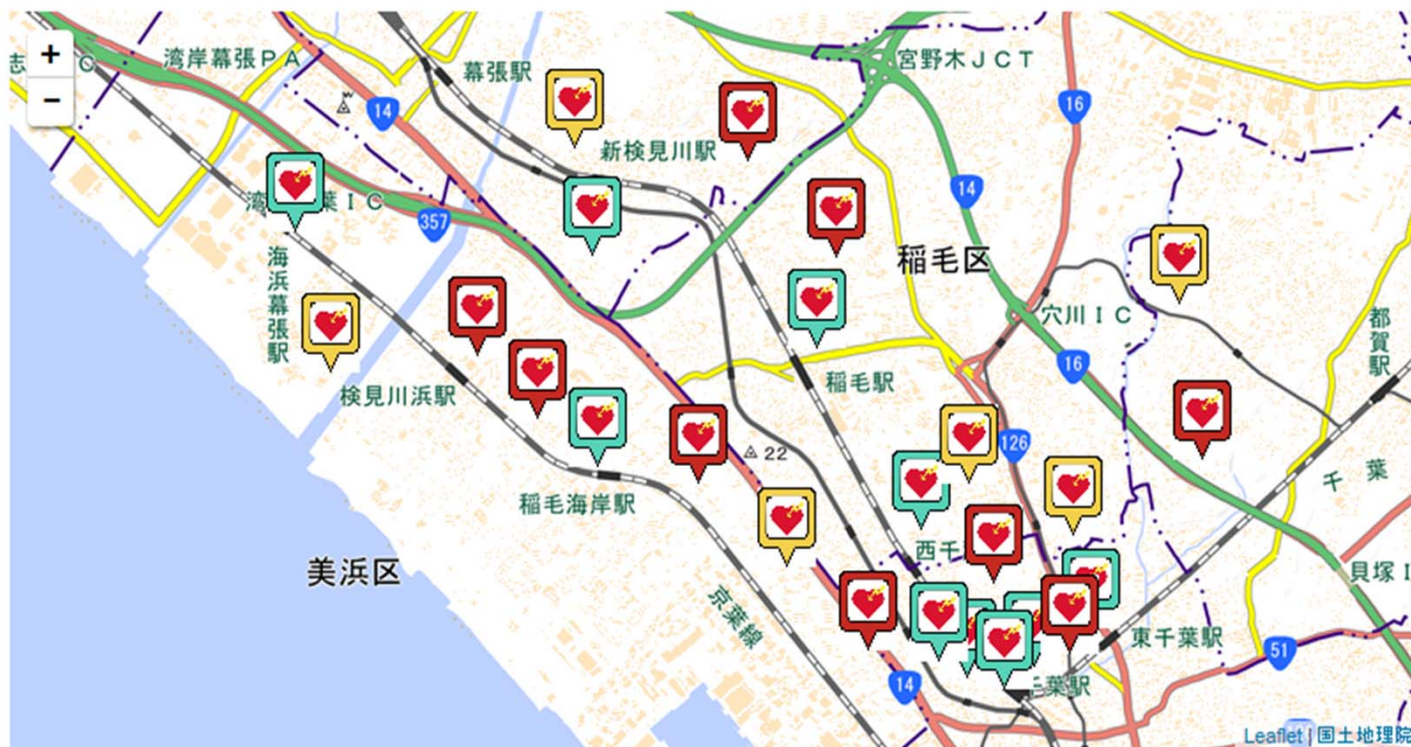 +
−
湾岸幕張PA
幕張駅
宮野木JCT
14
16
新検見川駅
14
357
稲毛区
海浜幕張駅
穴川IC
都賀駅
16
検見川浜駅
稲毛駅
22
126
稲毛海岸駅
千葉
西千
美浜区
京葉線
東千葉駅
51
14
葉駅
Leaflet | 国土地理院